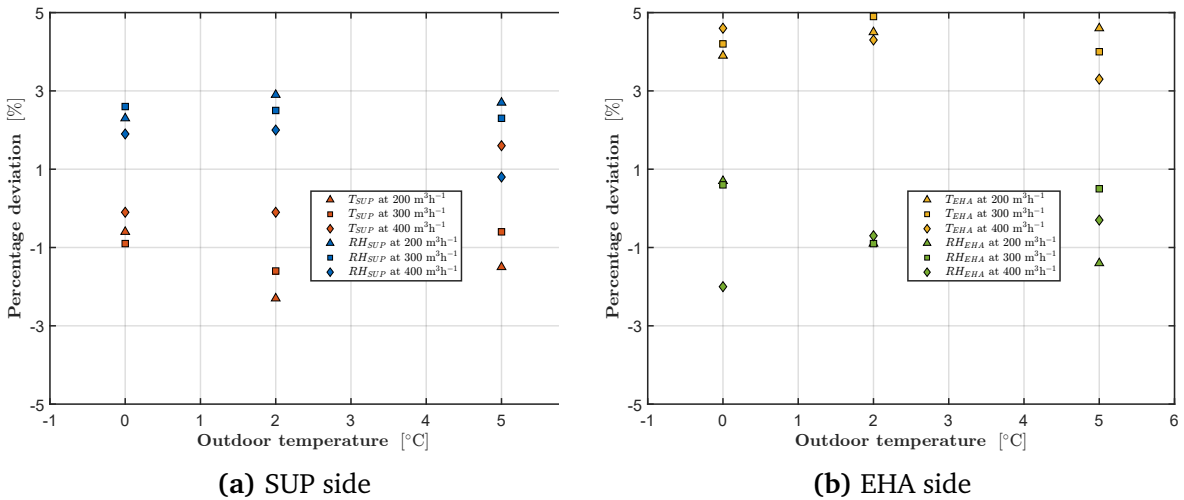 5
3
1
-1
-3
-5
-1 0 1 2 3 4 5
Percentage deviation [%]
Outdoor temperature [°C]
T_SUP at 200 m³h⁻¹
T_SUP at 300 m³h⁻¹
T_SUP at 400 m³h⁻¹
RH_SUP at 200 m³h⁻¹
RH_SUP at 300 m³h⁻¹
RH_SUP at 400 m³h⁻¹
(a) SUP side
5
3
1
-1
-3
-5
-1 0 1 2 3 4 5 6
Percentage deviation [%]
Outdoor temperature [°C]
T_EHA at 200 m³h⁻¹
T_EHA at 300 m³h⁻¹
T_EHA at 400 m³h⁻¹
RH_EHA at 200 m³h⁻¹
RH_EHA at 300 m³h⁻¹
RH_EHA at 400 m³h⁻¹
(b) EHA side